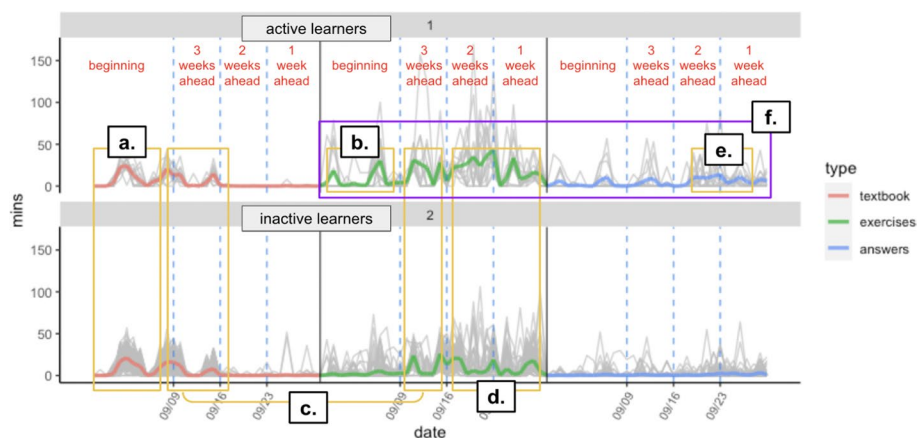 active learners
1
beginning
3 weeks ahead
2 weeks ahead
1 week ahead
beginning
3 weeks ahead
2 weeks ahead
1 week ahead
beginning
3 weeks ahead
2 weeks ahead
1 week ahead
150
100
50
0
a.
b.
e.
f.
inactive learners
2
150
100
50
0
mins
c.
d.
09/09
09/16
09/23
09/09
09/16
09/09
09/16
09/23
date
type
textbook
exercises
answers